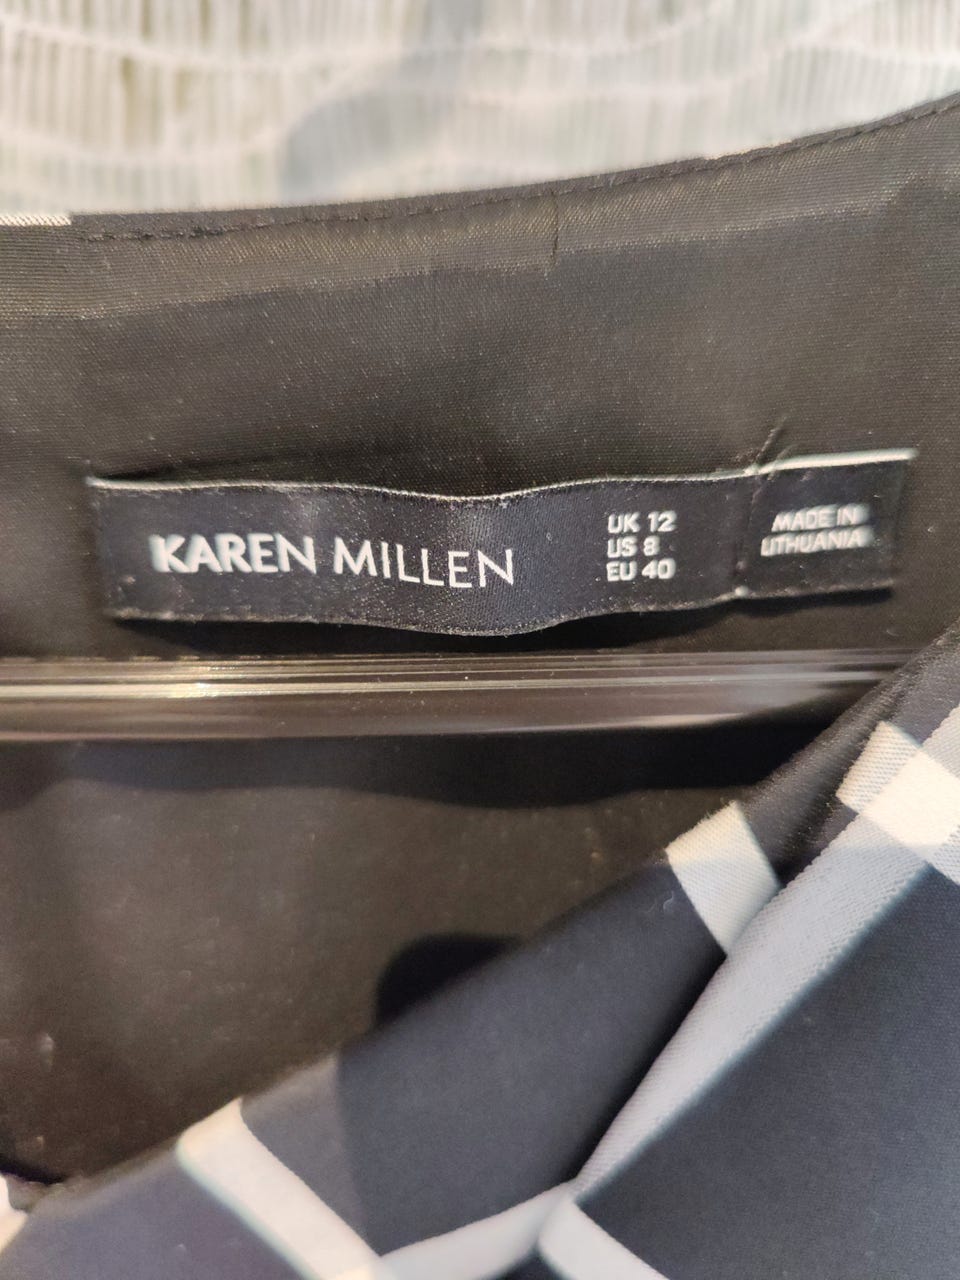 KAREN MILLEN
UK 12
US 8
EU 40
MADE IN
LITHUANIA